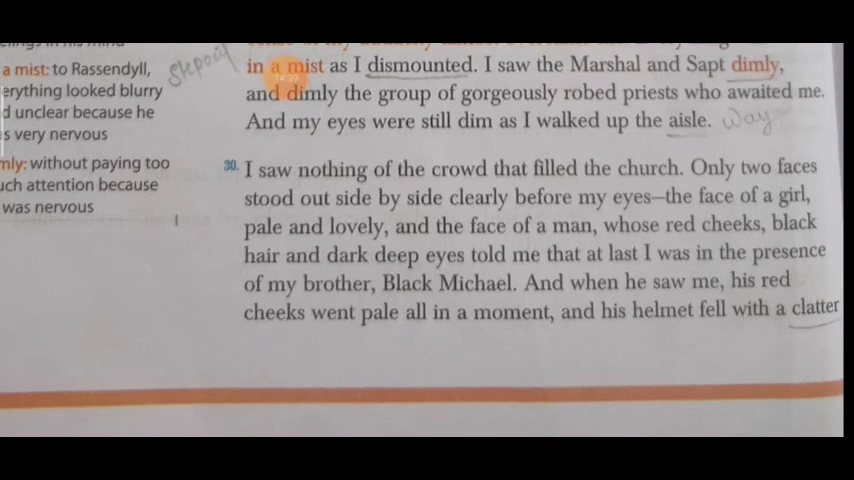 in a mist as I dismounted. I saw the Marshal and Sapt dimly,
and dimly the group of gorgeously robed priests who awaited me.
And my eyes were still dim as I walked up the aisle. Way
30. I saw nothing of the crowd that filled the church. Only two faces
stood out side by side clearly before my eyes—the face of a girl,
pale and lovely, and the face of a man, whose red cheeks, black
hair and dark deep eyes told me that at last I was in the presence
of my brother, Black Michael. And when he saw me, his red
cheeks went pale all in a moment, and his helmet fell with a clatter
a mist: to Rassendyll,
erything looked blurry
d unclear because he
s very nervous
mly: without paying too
uch attention because
was nervous
14:39